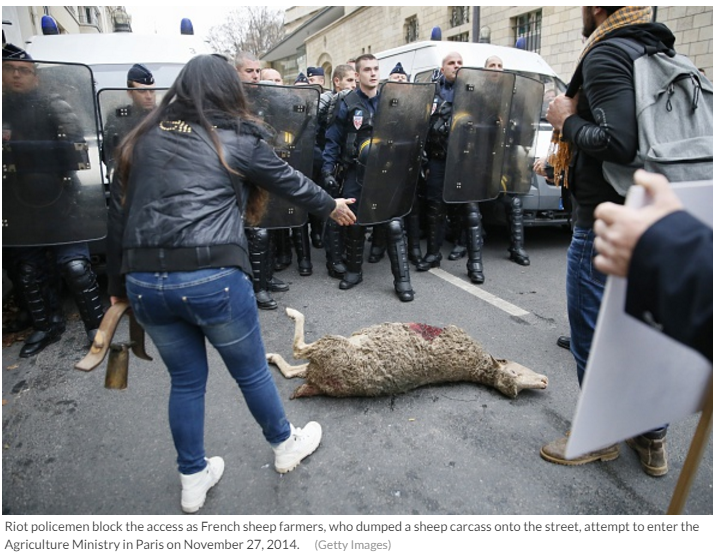 Riot policemen block the access as French sheep farmers, who dumped a sheep carcass onto the street, attempt to enter the
Agriculture Ministry in Paris on November 27, 2014. (Getty Images)